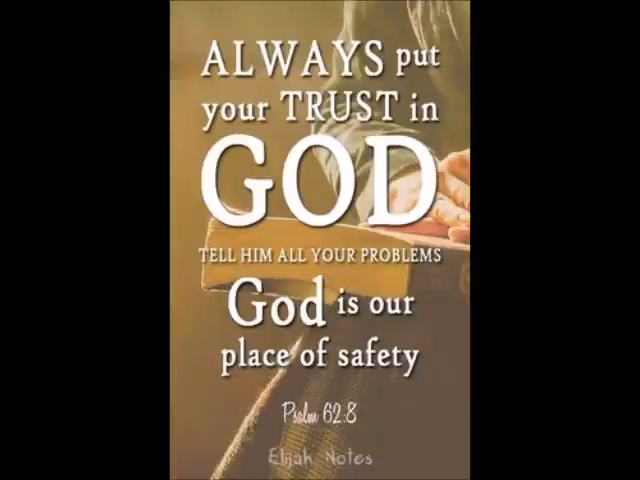 ALWAYS put
your TRUST in
GOD
TELL HIM ALL YOUR PROBLEMS
God is our
place of safety
Psalm 62:8
Elijah Notes